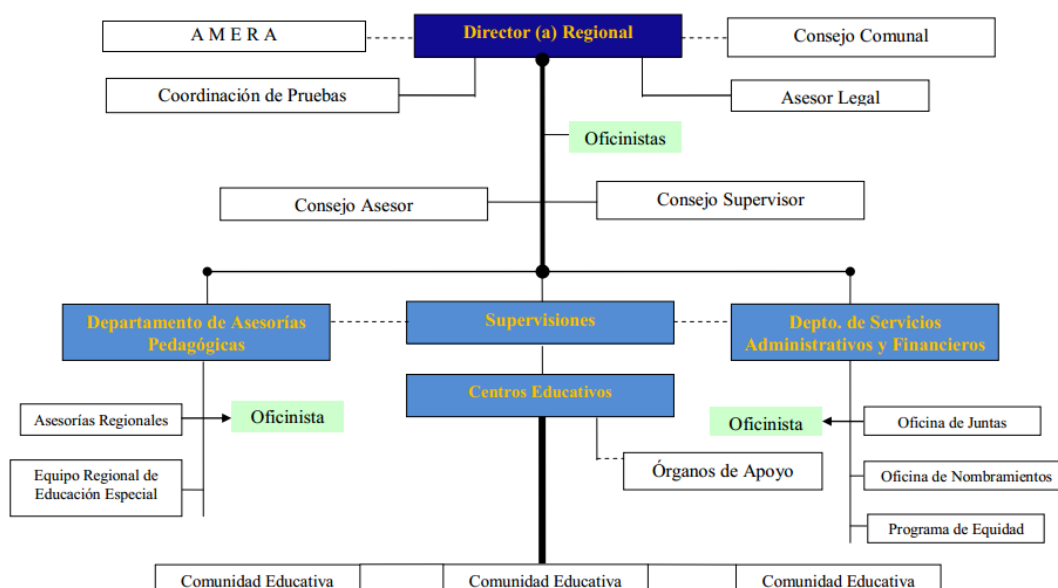 A M E R A
Director (a) Regional
Consejo Comunal
Coordinación de Pruebas
Asesor Legal
Oficinistas
Consejo Asesor
Consejo Supervisor
Departamento de Asesorías
Pedagógicas
Supervisiones
Depto. de Servicios
Administrativos y Financieros
Centros Educativos
Asesorías Regionales
Oficinista
Oficinista
Oficina de Juntas
Equipo Regional de
Educación Especial
Órganos de Apoyo
Oficina de Nombramientos
Programa de Equidad
Comunidad Educativa
Comunidad Educativa
Comunidad Educativa